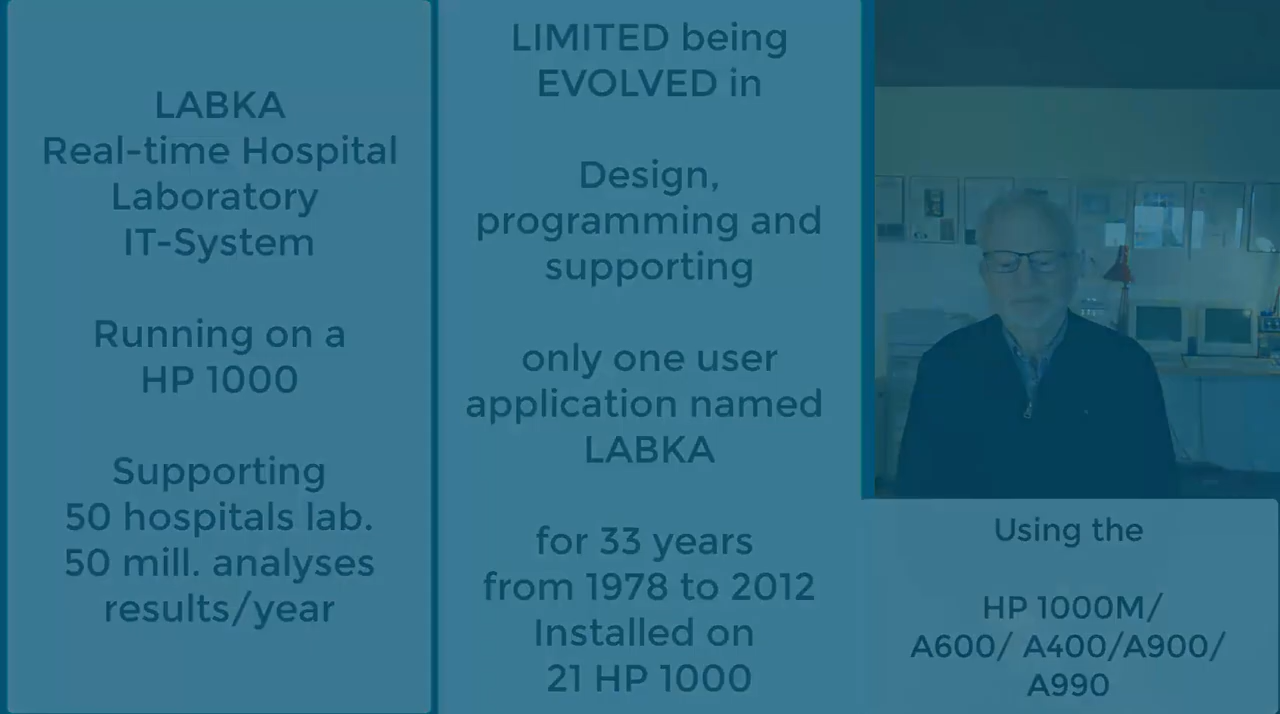 LABKA
Real-time Hospital
Laboratory
IT-System
Running on a
HP 1000
Supporting
50 hospitals lab.
50 mill. analyses
results/year
LIMITED being
EVOLVED in
Design,
programming and
supporting
only one user
application named
LABKA
for 33 years
from 1978 to 2012
Installed on
21 HP 1000
Using the
HP 1000M/
A600/ A400/A900/
A990